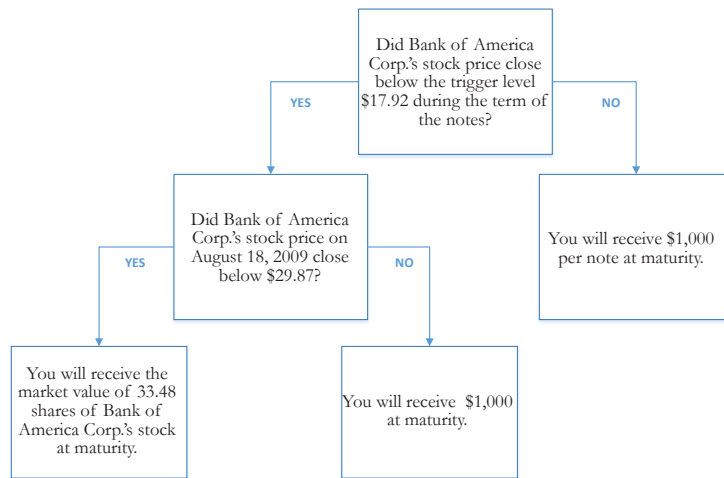 Did Bank of America
Corp.'s stock price close
below the trigger level
$17.92 during the term of
the notes?
YES
NO
Did Bank of America
Corp.'s stock price on
August 18, 2009 close
below $29.87?
You will receive $1,000
per note at maturity.
YES
NO
You will receive the
market value of 33.48
shares of Bank of
America Corp.'s stock
at maturity.
You will receive $1,000
at maturity.